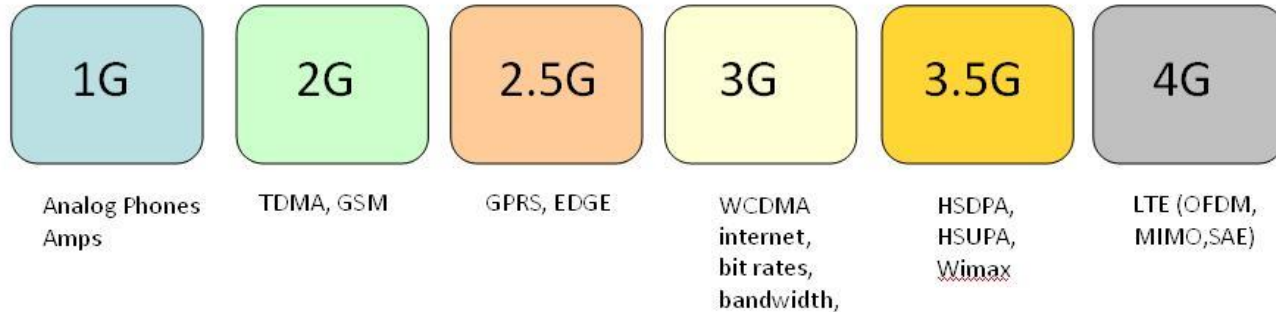 1G
2G
2.5G
3G
3.5G
4G
Analog Phones
Amps
TDMA, GSM
GPRS, EDGE
WCDMA
internet,
bit rates,
bandwidth,
HSDPA,
HSUPA,
Wimax
LTE (OFDM,
MIMO,SAE)